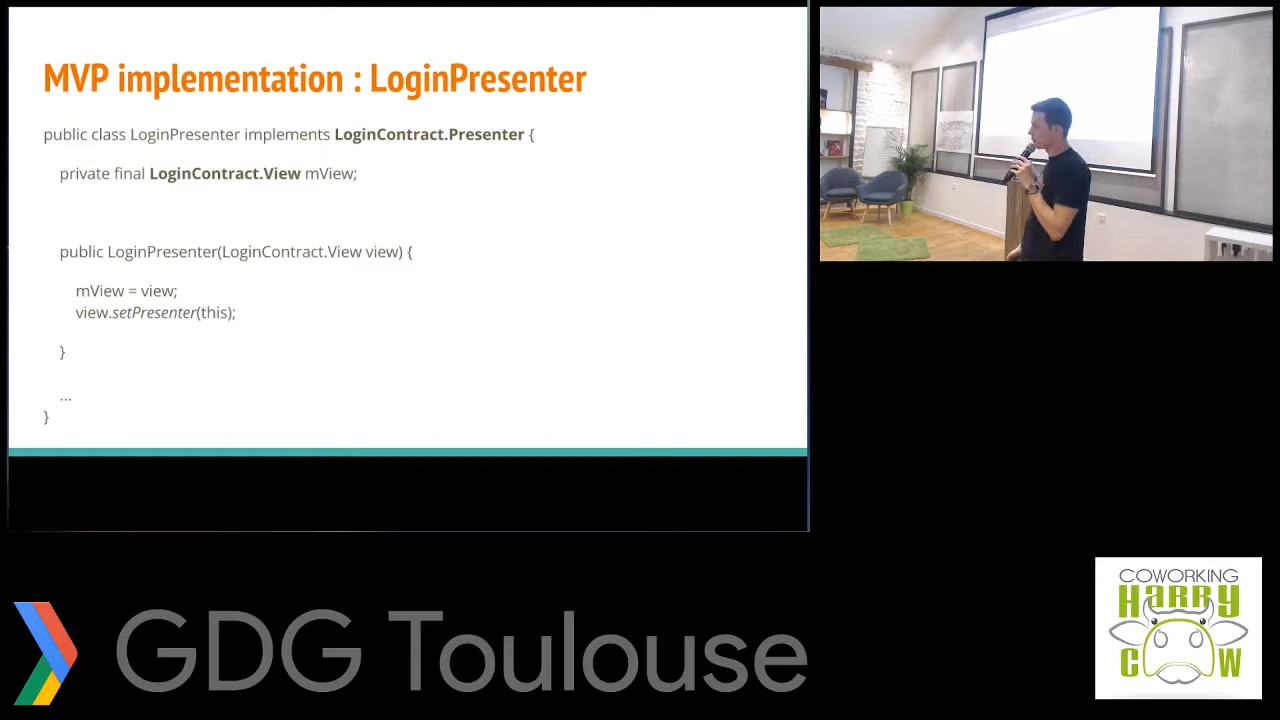 MVP implementation : LoginPresenter
public class LoginPresenter implements LoginContract.Presenter {
private final LoginContract.View mView;
public LoginPresenter(LoginContract.View view) {
mView = view;
view.setPresenter(this);
}
...
}
GDG Toulouse
COWORKING
HARRY
COW